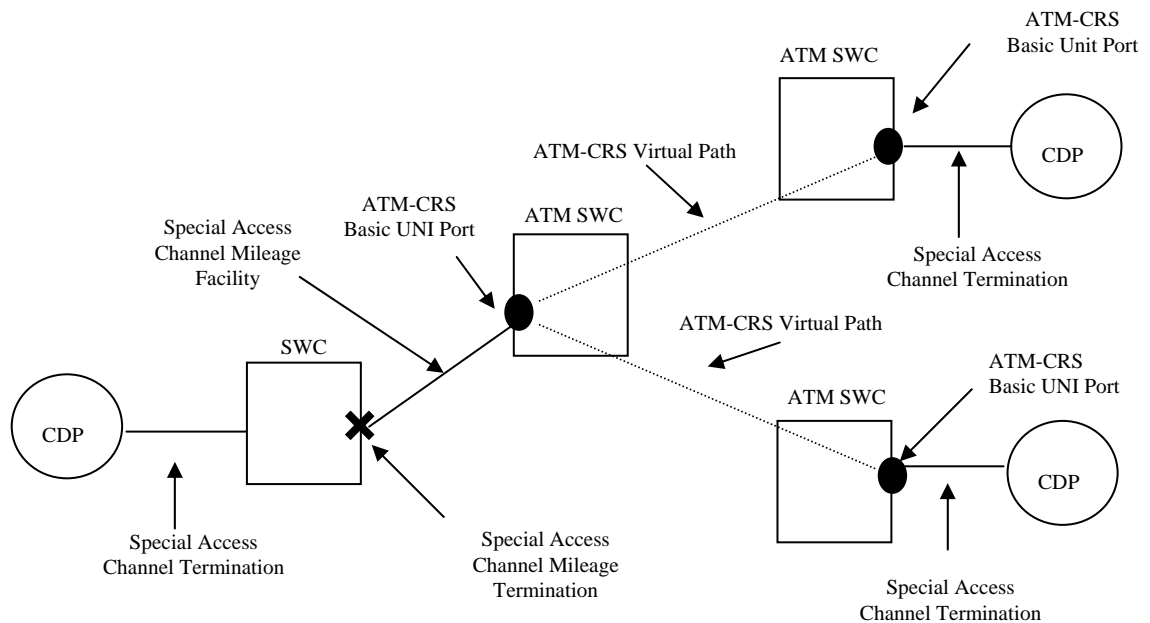 ATM-CRS
Basic Unit Port
ATM SWC
CDP
ATM-CRS Virtual Path
ATM-CRS
Basic UNI Port
ATM SWC
Special Access
Channel Mileage
Facility
Special Access
Channel Termination
ATM-CRS Virtual Path
SWC
ATM-CRS
Basic UNI Port
ATM SWC
CDP
CDP
Special Access
Channel Termination
Special Access
Channel Mileage
Termination
Special Access
Channel Termination